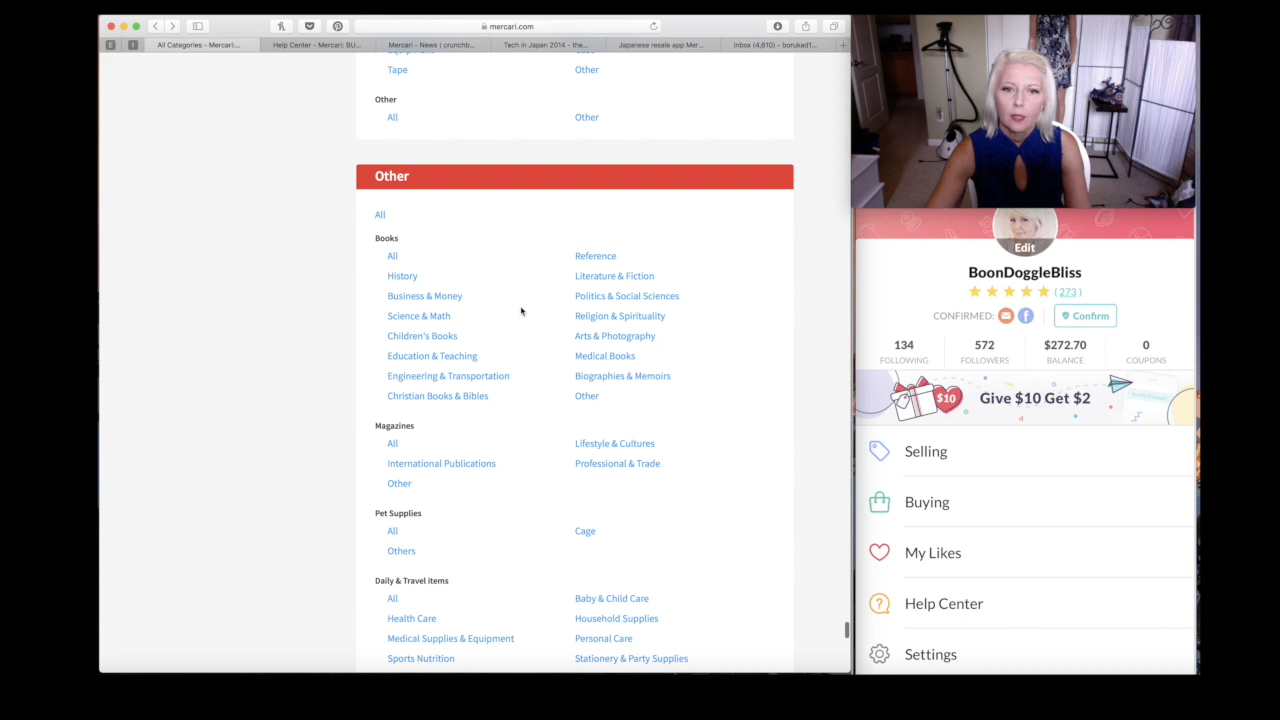 mercari.com
All Categories - Mercari:...
Help Center - Mercari: BU...
Mercari - News | crunchb...
Tech in Japan 2014 - the...
Japanese resale app Mer...
Inbox (4,610) - borukad1...
Tape
Other
Other
All
Other
Other
All
Books
All
Reference
History
Literature & Fiction
Business & Money
Politics & Social Sciences
Science & Math
Religion & Spirituality
Children's Books
Arts & Photography
Education & Teaching
Medical Books
Engineering & Transportation
Biographies & Memoirs
Christian Books & Bibles
Other
Magazines
All
Lifestyle & Cultures
International Publications
Professional & Trade
Other
Pet Supplies
All
Cage
Others
Daily & Travel items
All
Baby & Child Care
Health Care
Household Supplies
Medical Supplies & Equipment
Personal Care
Sports Nutrition
Stationery & Party Supplies
Edit
BoonDoggleBliss
( 273 )
CONFIRMED:
Confirm
134
572
$272.70
0
FOLLOWING
FOLLOWERS
BALANCE
COUPONS
$10
Give $10 Get $2
Selling
Buying
My Likes
Help Center
Settings